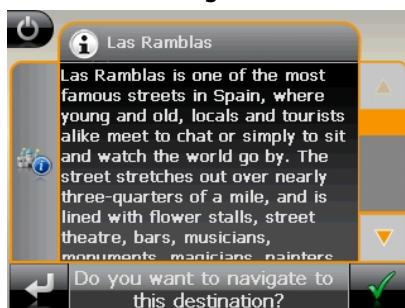 Las Ramblas
Las Ramblas is one of the most
famous streets in Spain, where
young and old, locals and tourists
alike meet to chat or simply to sit
and watch the world go by. The
street stretches out over nearly
three-quarters of a mile, and is
lined with flower stalls, street
theatre, bars, musicians,
monuments, magicians, painters
Do you want to navigate to
this destination?